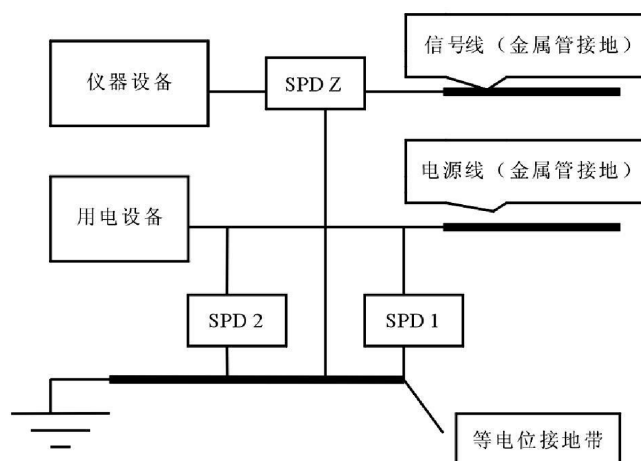 信号线（金属管接地）
仪器设备
SPD Z
电源线（金属管接地）
用电设备
SPD 2
SPD 1
等电位接地带